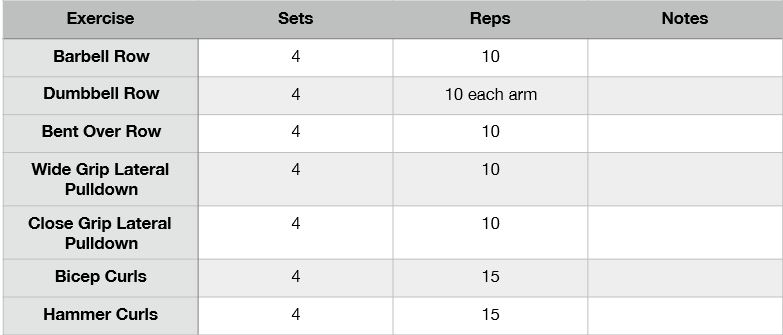 Exercise Sets Reps Notes
Barbell Row 4 10
Dumbbell Row 4 10 each arm
Bent Over Row 4 10
Wide Grip Lateral
Pulldown 4 10
Close Grip Lateral
Pulldown 4 10
Bicep Curls 4 15
Hammer Curls 4 15